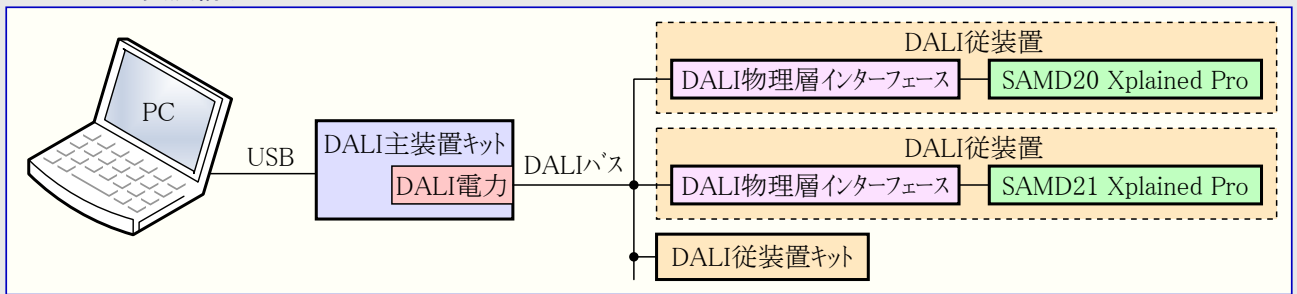 PC
USB
DALI主装置キット
DALI電力
DALIバス
DALI従装置
DALI物理層インターフェース
SAMD20 Xplained Pro
DALI従装置
DALI物理層インターフェース
SAMD21 Xplained Pro
DALI従装置キット